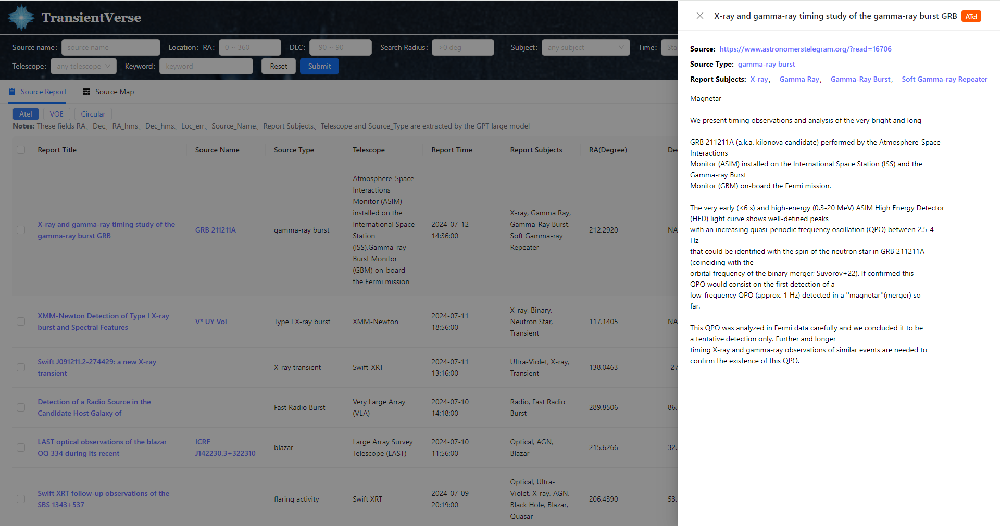 TransientVerse
Source name: source name Location: RA: 0 ~ 360 DEC: -90 ~ 90 Search Radius: >0 deg Subject: any subject Time: Sta
Telescope: any telescope Keyword: keyword Reset Submit
Source Report Source Map
Atel VOE Circular
Notes: These fields RA、Dec、RA_hms、Dec_hms、Loc_err、Source_Name、Report Subjects、Telescope and Source_Type are extracted by the GPT large model
Report Title Source Name Source Type Telescope Report Time Report Subjects RA(Degree) De
X-ray and gamma-ray timing study of the
gamma-ray burst GRB
GRB 211211A
gamma-ray burst
Atmosphere-Space
Interactions
Monitor (ASIM)
installed on the
International Space
Station
(ISS),Gamma-ray
Burst Monitor
(GBM) on-board
the Fermi mission
2024-07-12
14:36:00
X-ray, Gamma Ray,
Gamma-Ray Burst,
Soft Gamma-ray
Repeater
212.2920
NA
XMM-Newton Detection of Type I X-ray
burst and Spectral Features
V* UY Vol
Type I X-ray burst
XMM-Newton
2024-07-11
18:56:00
X-ray, Binary,
Neutron Star,
Transient
117.1405
NA
Swift J091211.2-274429: a new X-ray
transient
X-ray transient
Swift-XRT
2024-07-11
13:16:00
Ultra-Violet, X-ray,
Transient
138.0463
-27
Detection of a Radio Source in the
Candidate Host Galaxy of
Fast Radio Burst
Very Large Array
(VLA)
2024-07-10
14:18:00
Radio, Fast Radio
Burst
289.8506
86.
LAST optical observations of the blazar
OQ 334 during its recent
ICRF
J142230.3+322310
blazar
Large Array Survey
Telescope (LAST)
2024-07-10
11:56:00
Optical, AGN,
Blazar
215.6266
32.
Swift XRT follow-up observations of the
SBS 1343+537
flaring activity
Swift XRT
2024-07-09
20:19:00
Optical, Ultra-
Violet, X-ray, AGN,
Black Hole, Blazar,
Quasar
206.4390
53.
X-ray and gamma-ray timing study of the gamma-ray burst GRB ATel
Source: https://www.astronomerstelegram.org/?read=16706
Source Type: gamma-ray burst
Report Subjects: X-ray, Gamma Ray, Gamma-Ray Burst, Soft Gamma-ray Repeater
Magnetar
We present timing observations and analysis of the very bright and long
GRB 211211A (a.k.a. kilonova candidate) performed by the Atmosphere-Space
Interactions
Monitor (ASIM) installed on the International Space Station (ISS) and the
Gamma-ray Burst
Monitor (GBM) on-board the Fermi mission.
The very early (<6 s) and high-energy (0.3-20 MeV) ASIM High Energy Detector
(HED) light curve shows well-defined peaks
with an increasing quasi-periodic frequency oscillation (QPO) between 2.5-4
Hz
that could be identified with the spin of the neutron star in GRB 211211A
(coinciding with the
orbital frequency of the binary merger; Suvorov+22). If confirmed this
QPO would consist on the first detection of a
low-frequency QPO (approx. 1 Hz) detected in a "magnetar"(merger) so
far.
This QPO was analyzed in Fermi data carefully and we concluded it to be
a tentative detection only. Further and longer
timing X-ray and gamma-ray observations of similar events are needed to
confirm the existence of this QPO.